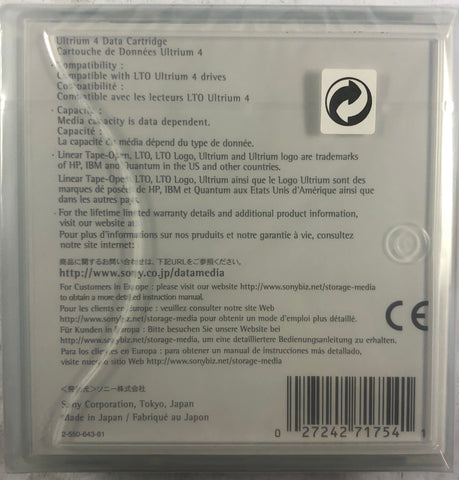 Ultrium 4 Data Cartridge
Cartouche de Données Ultrium 4
· Compatibility :
Compatible with LTO Ultrium 4 drives
Compatibilité :
Compatible avec les lecteurs LTO Ultrium 4
· Capacity :
Media capacity is data dependent.
Capacité :
La capacité de média dépend du type de donnée.
· Linear Tape-Open, LTO, LTO Logo, Ultrium and Ultrium logo are trademarks
of HP, IBM and Quantum in the US and other countries.
Linear Tape-Open, LTO, LTO Logo, Ultrium ainsi que le Logo Ultrium sont des
marques dé posées de HP, IBM et Quantum aux Etats Unis d'Amérique ainsi que
dans les autres pays.
· For the lifetime limited warranty details and additional product information,
visit our website at:
Pour plus d'informations sur nos produits et notre garantie à vie, consultez
notre site internet:
商品に関するお問い合わせは、下記URLをご参照ください。
http://www.sony.co.jp/datamedia
For Customers in Europe : please visit our website http://www.sonybiz.net/storage-media
to obtain a more detailed instruction manual.
Pour les clients en Europe : veuillez consulter notre site Web
http://www.sonybiz.net/storage-media pour obtenir un mode d'emploi plus détaillé.
Für Kunden in Europa : Bitte besuchen Sie unsere Website bei
http://www.sonybiz.net/storage-media, um eine detailliertere Bedienungsanleitung zu erhalten.
Para los clientes en Europa : para obtener un manual de instrucciones más detallado,
visite nuestro sitio Web http://www.sonybiz.net/storage-media
CE
ソニー株式会社
Sony Corporation, Tokyo, Japan
Made in Japan / Fabriqué au Japon
2-550-643-61
0 27242 71754 1